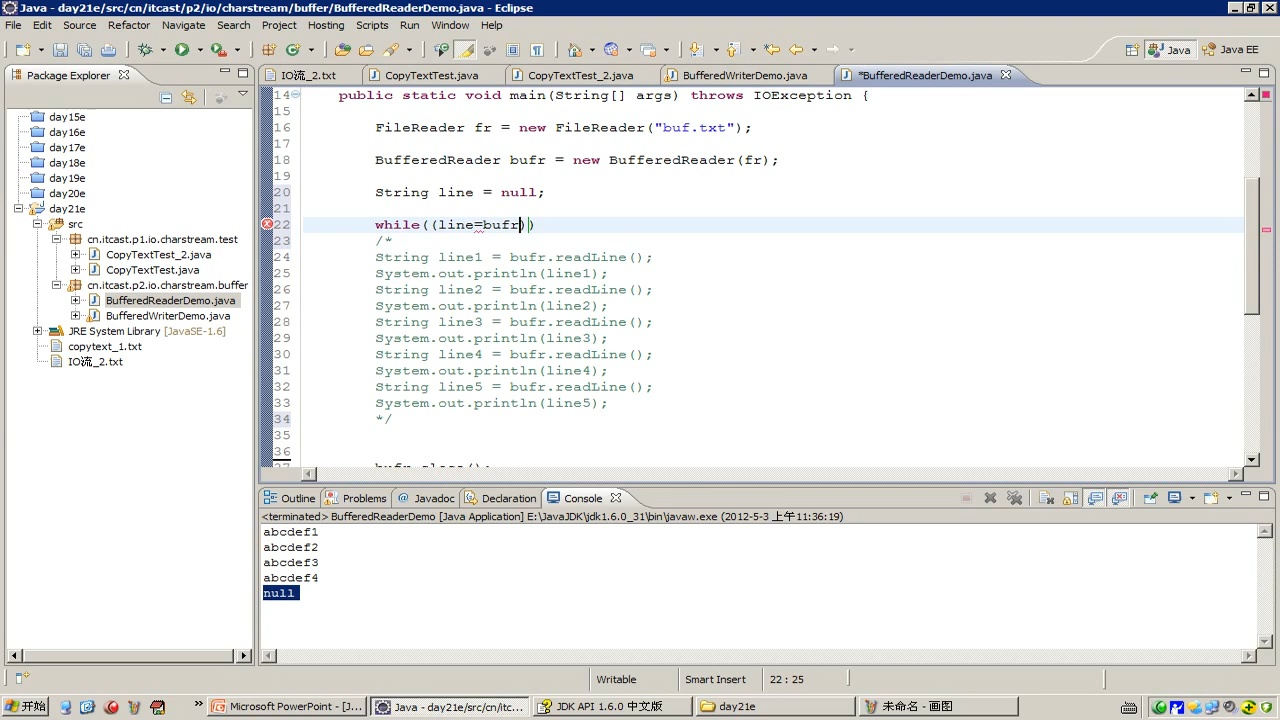 Java - day21e/src/cn/itcast/p2/io/charstream/buffer/BufferedReaderDemo.java - Eclipse
File Edit Source Refactor Navigate Search Project Hosting Scripts Run Window Help
Java Java EE
Package Explorer
IO流_2.txt CopyTextTest.java CopyTextTest_2.java BufferedWriterDemo.java *BufferedReaderDemo.java
day15e
day16e
day17e
day18e
day19e
day20e
day21e
src
cn.itcast.p1.io.charstream.test
CopyTextTest_2.java
CopyTextTest.java
cn.itcast.p2.io.charstream.buffer
BufferedReaderDemo.java
BufferedWriterDemo.java
JRE System Library [JavaSE-1.6]
copytext_1.txt
IO流_2.txt
14 public static void main(String[] args) throws IOException {
15
16 FileReader fr = new FileReader("buf.txt");
17
18 BufferedReader bufr = new BufferedReader(fr);
19
20 String line = null;
21
22 while((line=bufr))
23 /*
24 String line1 = bufr.readLine();
25 System.out.println(line1);
26 String line2 = bufr.readLine();
27 System.out.println(line2);
28 String line3 = bufr.readLine();
29 System.out.println(line3);
30 String line4 = bufr.readLine();
31 System.out.println(line4);
32 String line5 = bufr.readLine();
33 System.out.println(line5);
34 */
35
36
37 bufr.close();
Outline Problems @ Javadoc Declaration Console
<terminated> BufferedReaderDemo [Java Application] E:\JavaJDK\jdk1.6.0_31\bin\javaw.exe (2012-5-3 上午11:36:19)
abcdef1
abcdef2
abcdef3
abcdef4
null
Writable Smart Insert 22 : 25
开始 » Microsoft PowerPoint - [J... Java - day21e/src/cn/itc... JDK API 1.6.0 中文版 day21e 未命名 - 画图 «